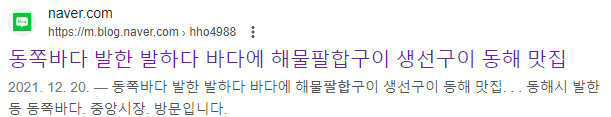 naver.com
https://m.blog.naver.com › hho4988
동쪽바다 발한 발하다 바다에 해물팔합구이 생선구이 동해 맛집
2021. 12. 20. — 동쪽바다 발한 발하다 바다에 해물팔합구이 생선구이 동해 맛집. . . 동해시 발한
동 동쪽바다. 중앙시장. 방문입니다.